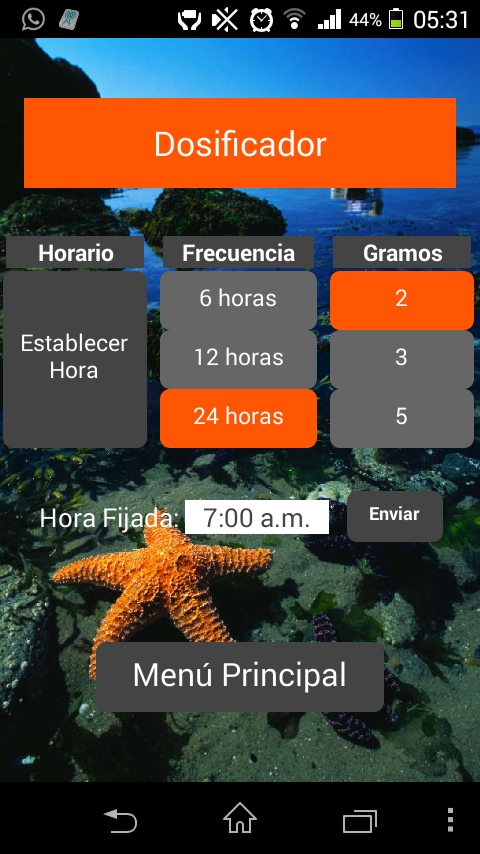 44% 05:31
Dosificador
Horario Frecuencia Gramos
6 horas 2
Establecer
Hora
12 horas 3
24 horas 5
Hora Fijada: 7:00 a.m. Enviar
Menú Principal